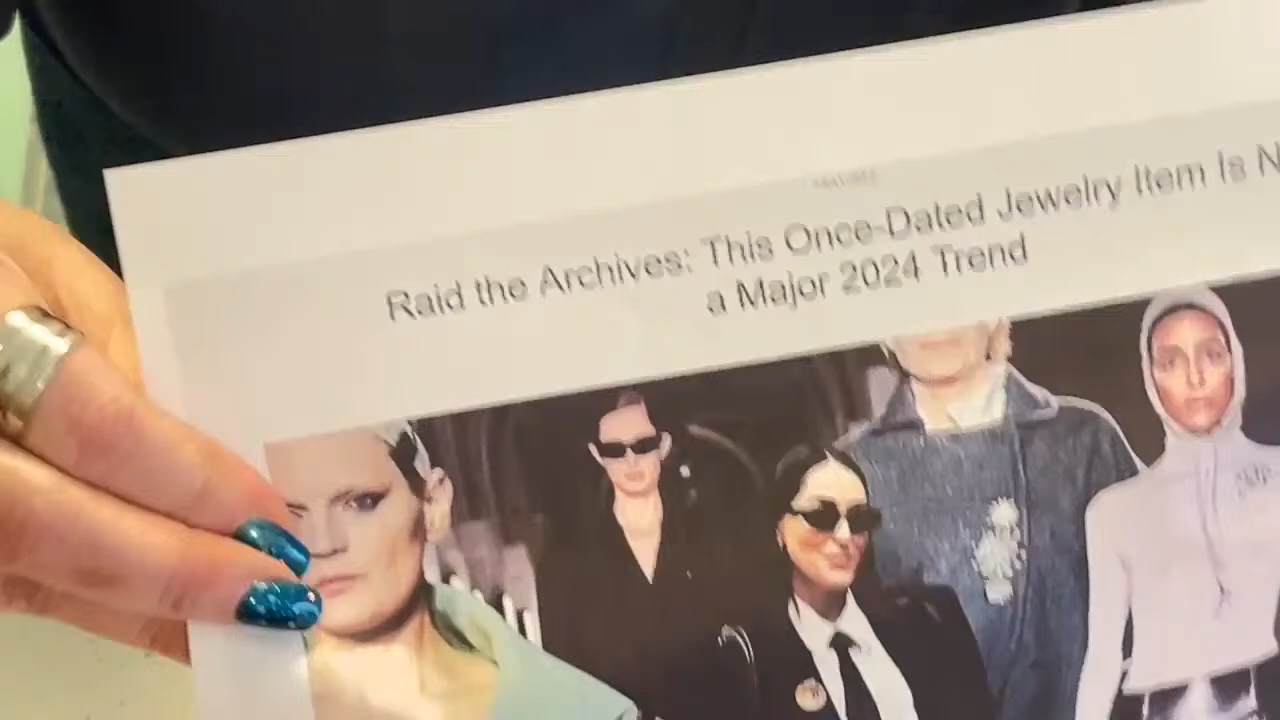 Raid the Archives: This Once-Dated Jewelry Item Is
a Major 2024 Trend